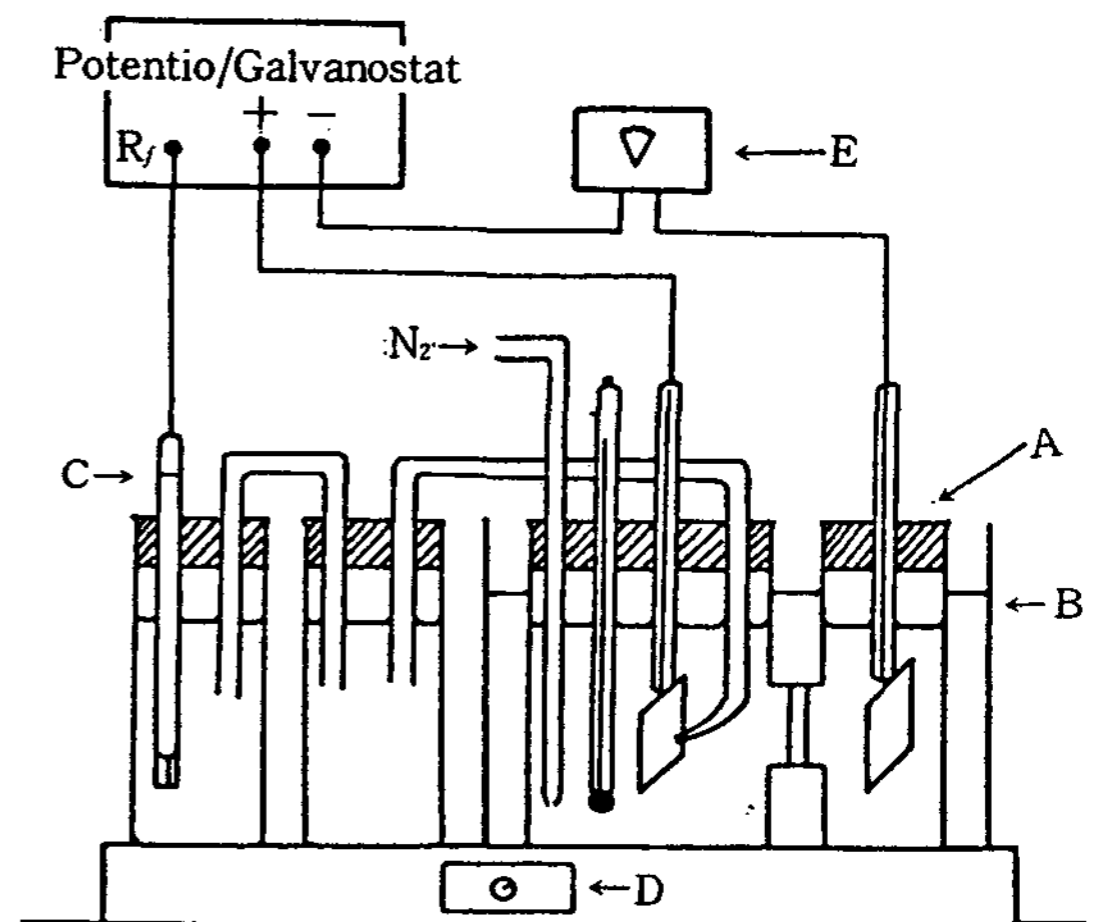 Potentio/Galvanostat
+ −
Rf
E
N₂
A
C
B
D